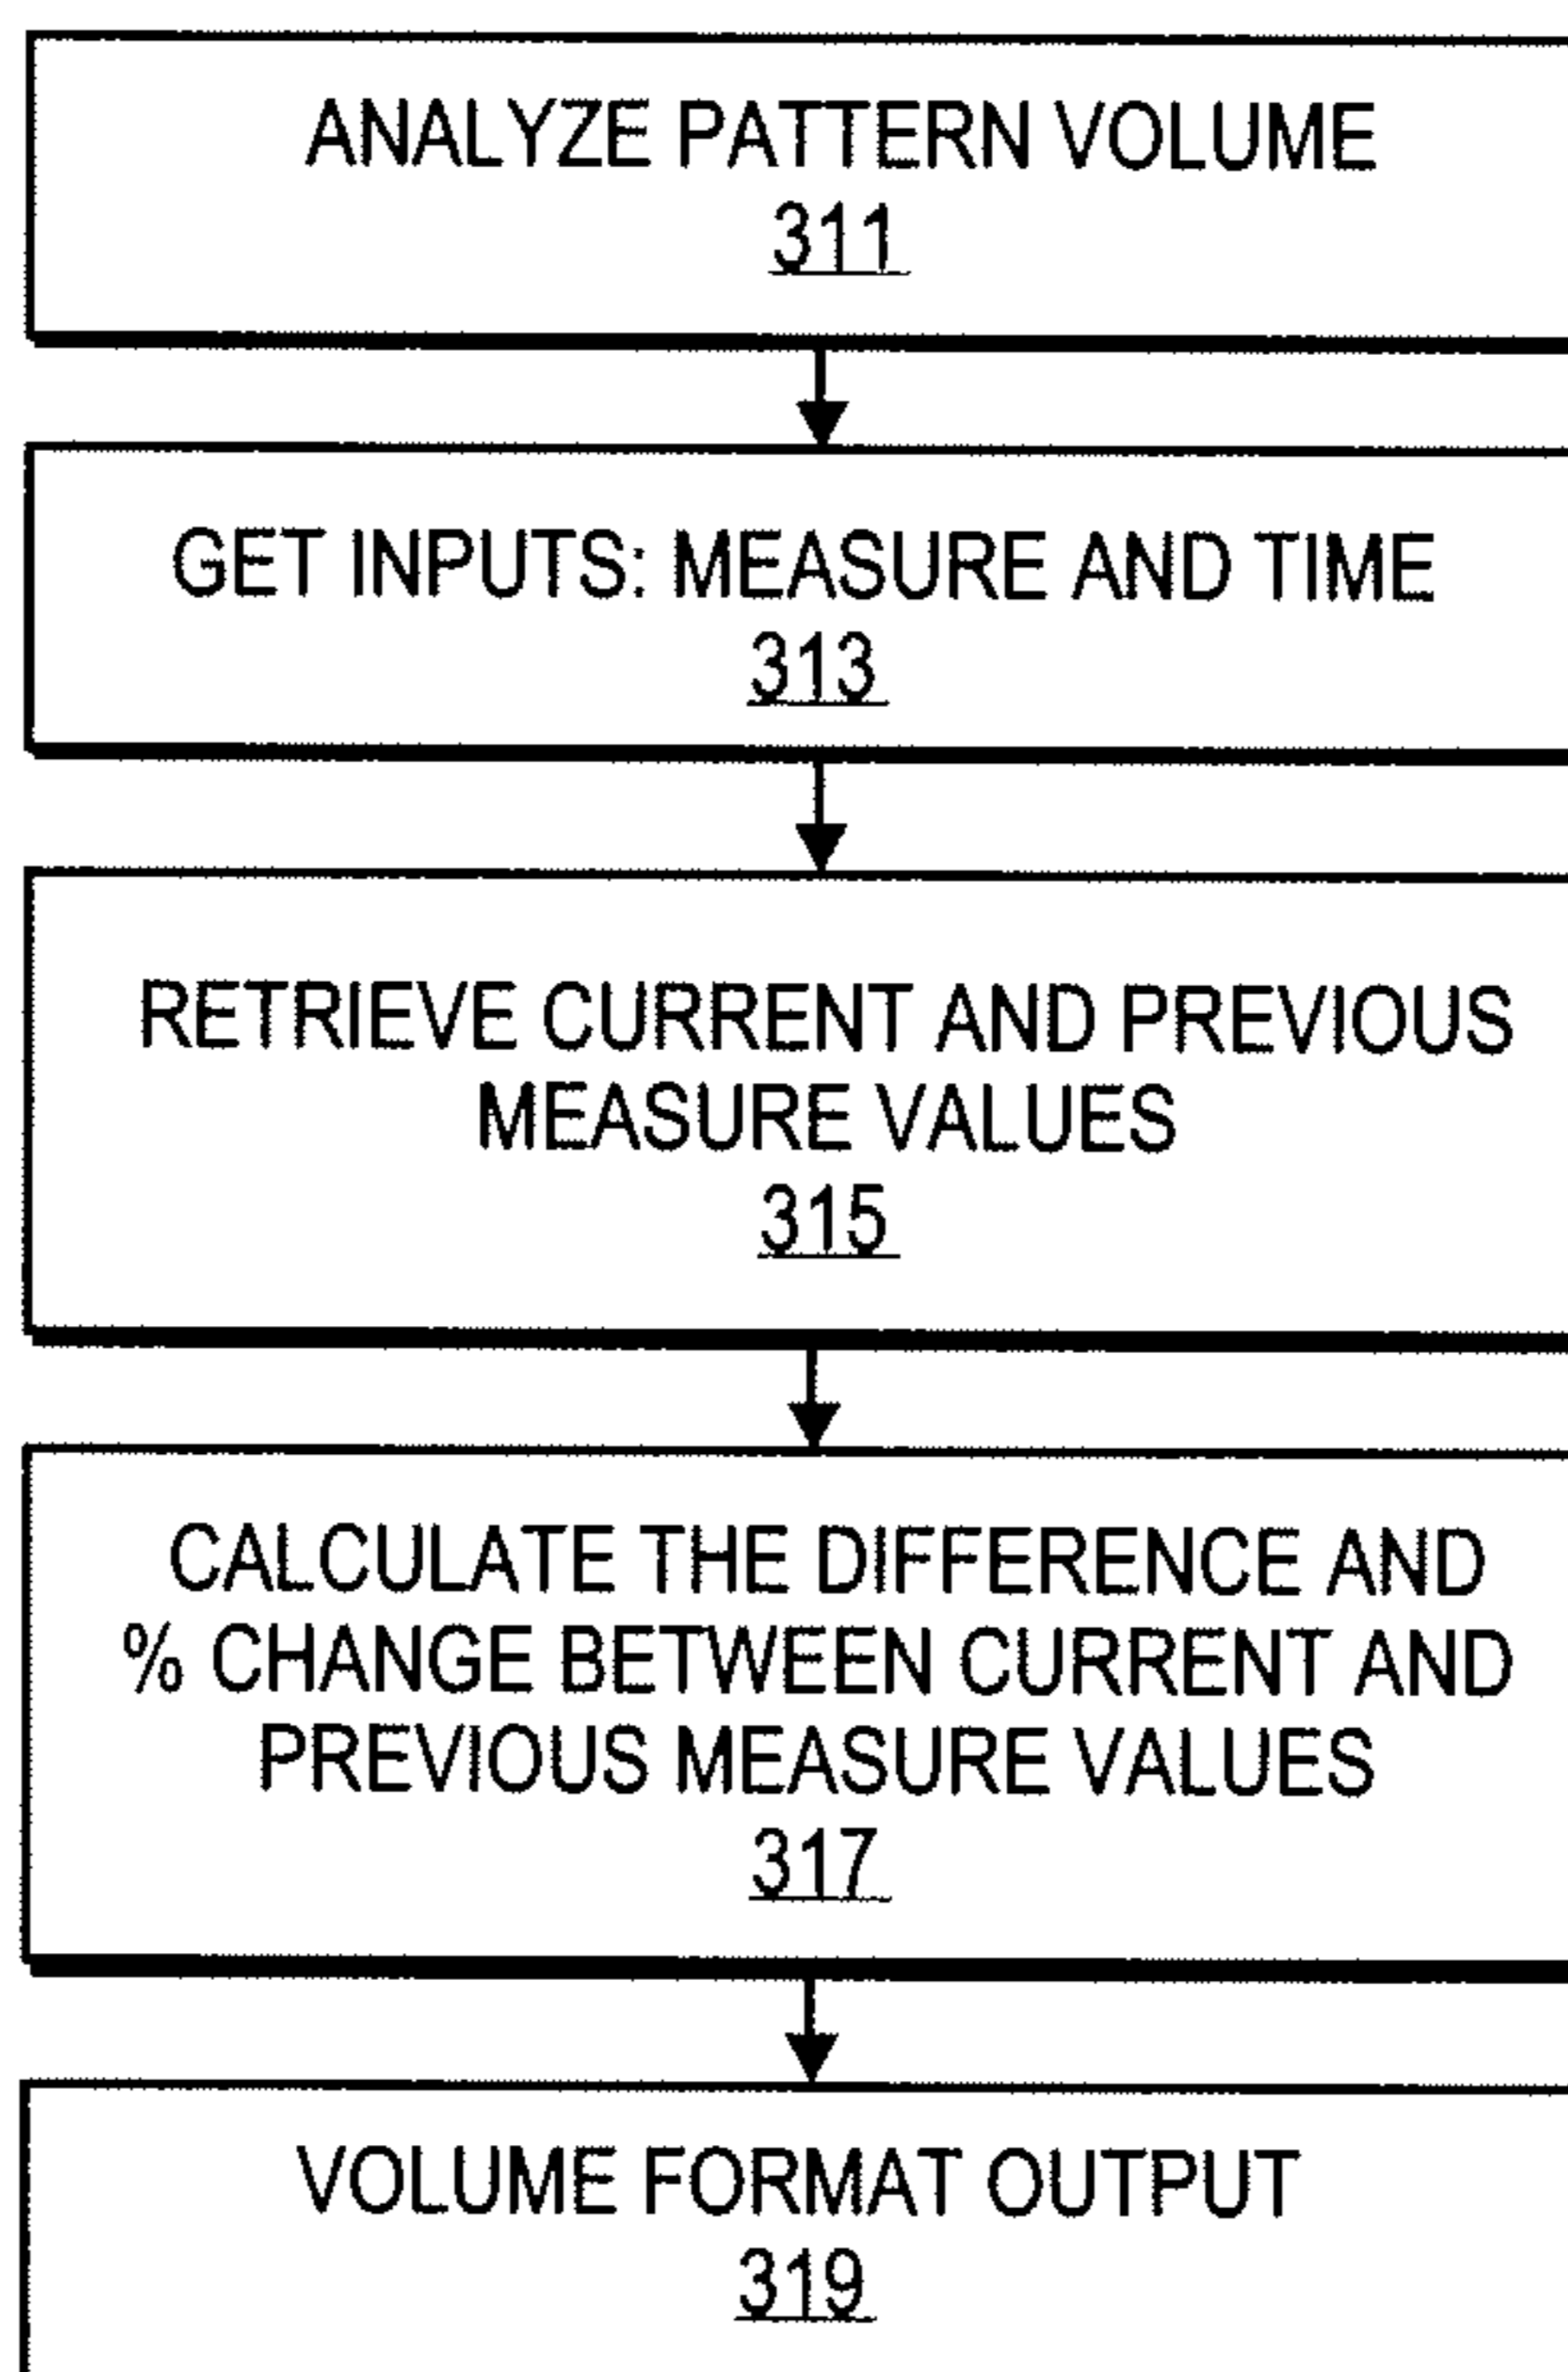 ANALYZE PATTERN VOLUME
311
GET INPUTS: MEASURE AND TIME
313
RETRIEVE CURRENT AND PREVIOUS
MEASURE VALUES
315
CALCULATE THE DIFFERENCE AND
% CHANGE BETWEEN CURRENT AND
PREVIOUS MEASURE VALUES
317
VOLUME FORMAT OUTPUT
319